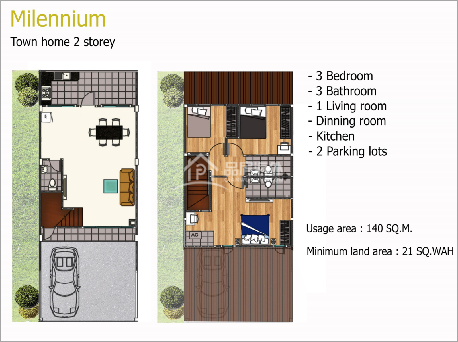 Milennium
Town home 2 storey
- 3 Bedroom
- 3 Bathroom
- 1 Living room
- Dinning room
- Kitchen
- 2 Parking lots
Usage area : 140 SQ.M.
Minimum land area : 21 SQ.WAH